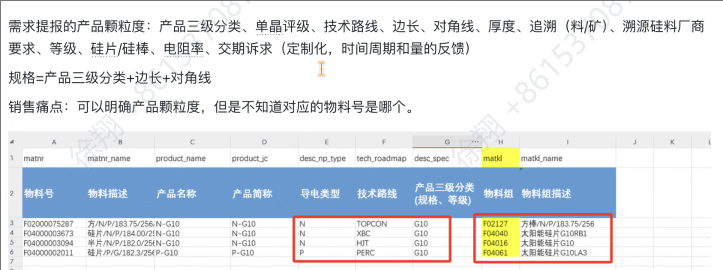 需求提报的产品颗粒度：产品三级分类、单晶评级、技术路线、边长、对角线、厚度、追溯（料/矿）、溯源硅料厂商
要求、等级、硅片/硅棒、电阻率、交期诉求（定制化，时间周期和量的反馈）
规格=产品三级分类+边长+对角线
销售痛点：可以明确产品颗粒度，但是不知道对应的物料号是哪个。
A B C D E F G H I J K L
1 matnr matnr_name product_name product_jc desc_np_type tech_roadmap desc_spec matkl matkl_name
2 物料号 物料描述 产品名称 产品简称 导电类型 技术路线 产品三级分类(规格、等级) 物料组 物料组描述
3 F02000075287 方/N/P/183.75/256 N-G10 N-G10 N TOPCON G10 F02127 方棒/N/P/183.75/256
4 F04000003673 硅片/N/P/184.00/25 N-G10 N-G10 N XBC G10 F04040 太阳能硅片G10RB1
5 F04000003094 半片/N/P/182.0/256 N-G10 N-G10 N HJT G10 F04016 太阳能硅片G10
6 F04000002011 硅片/P/G/182.3/256 P-G10 P-G10 P PERC G10 F04061 太阳能硅片G10LA3